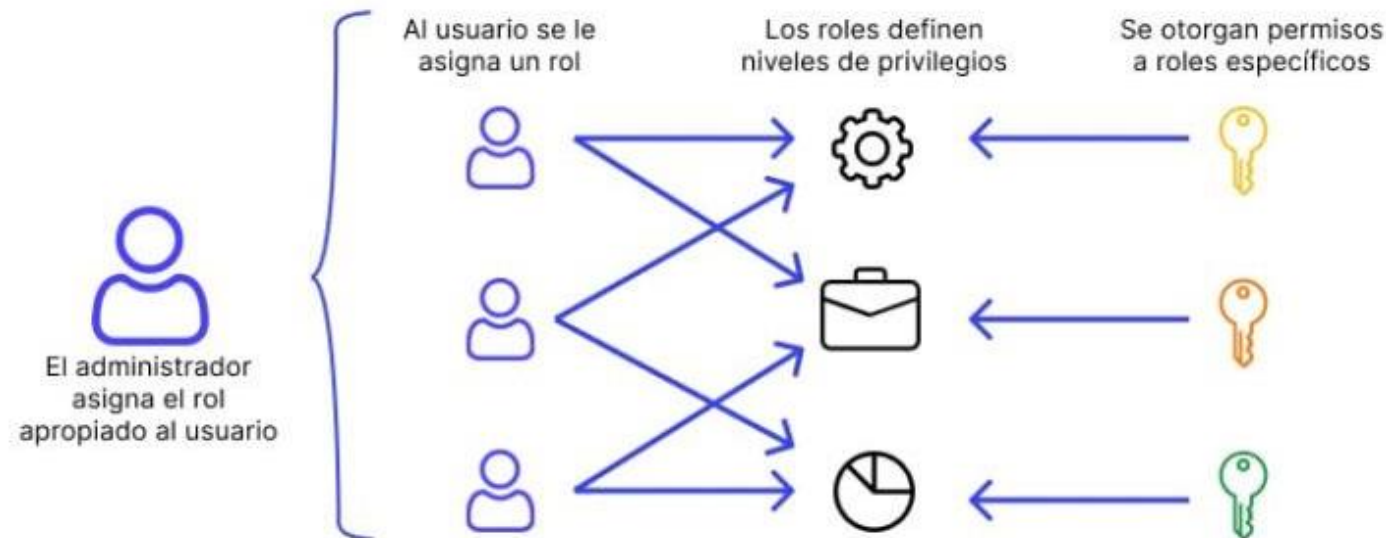 Al usuario se le
asigna un rol
Los roles definen
niveles de privilegios
Se otorgan permisos
a roles específicos
El administrador
asigna el rol
apropiado al usuario